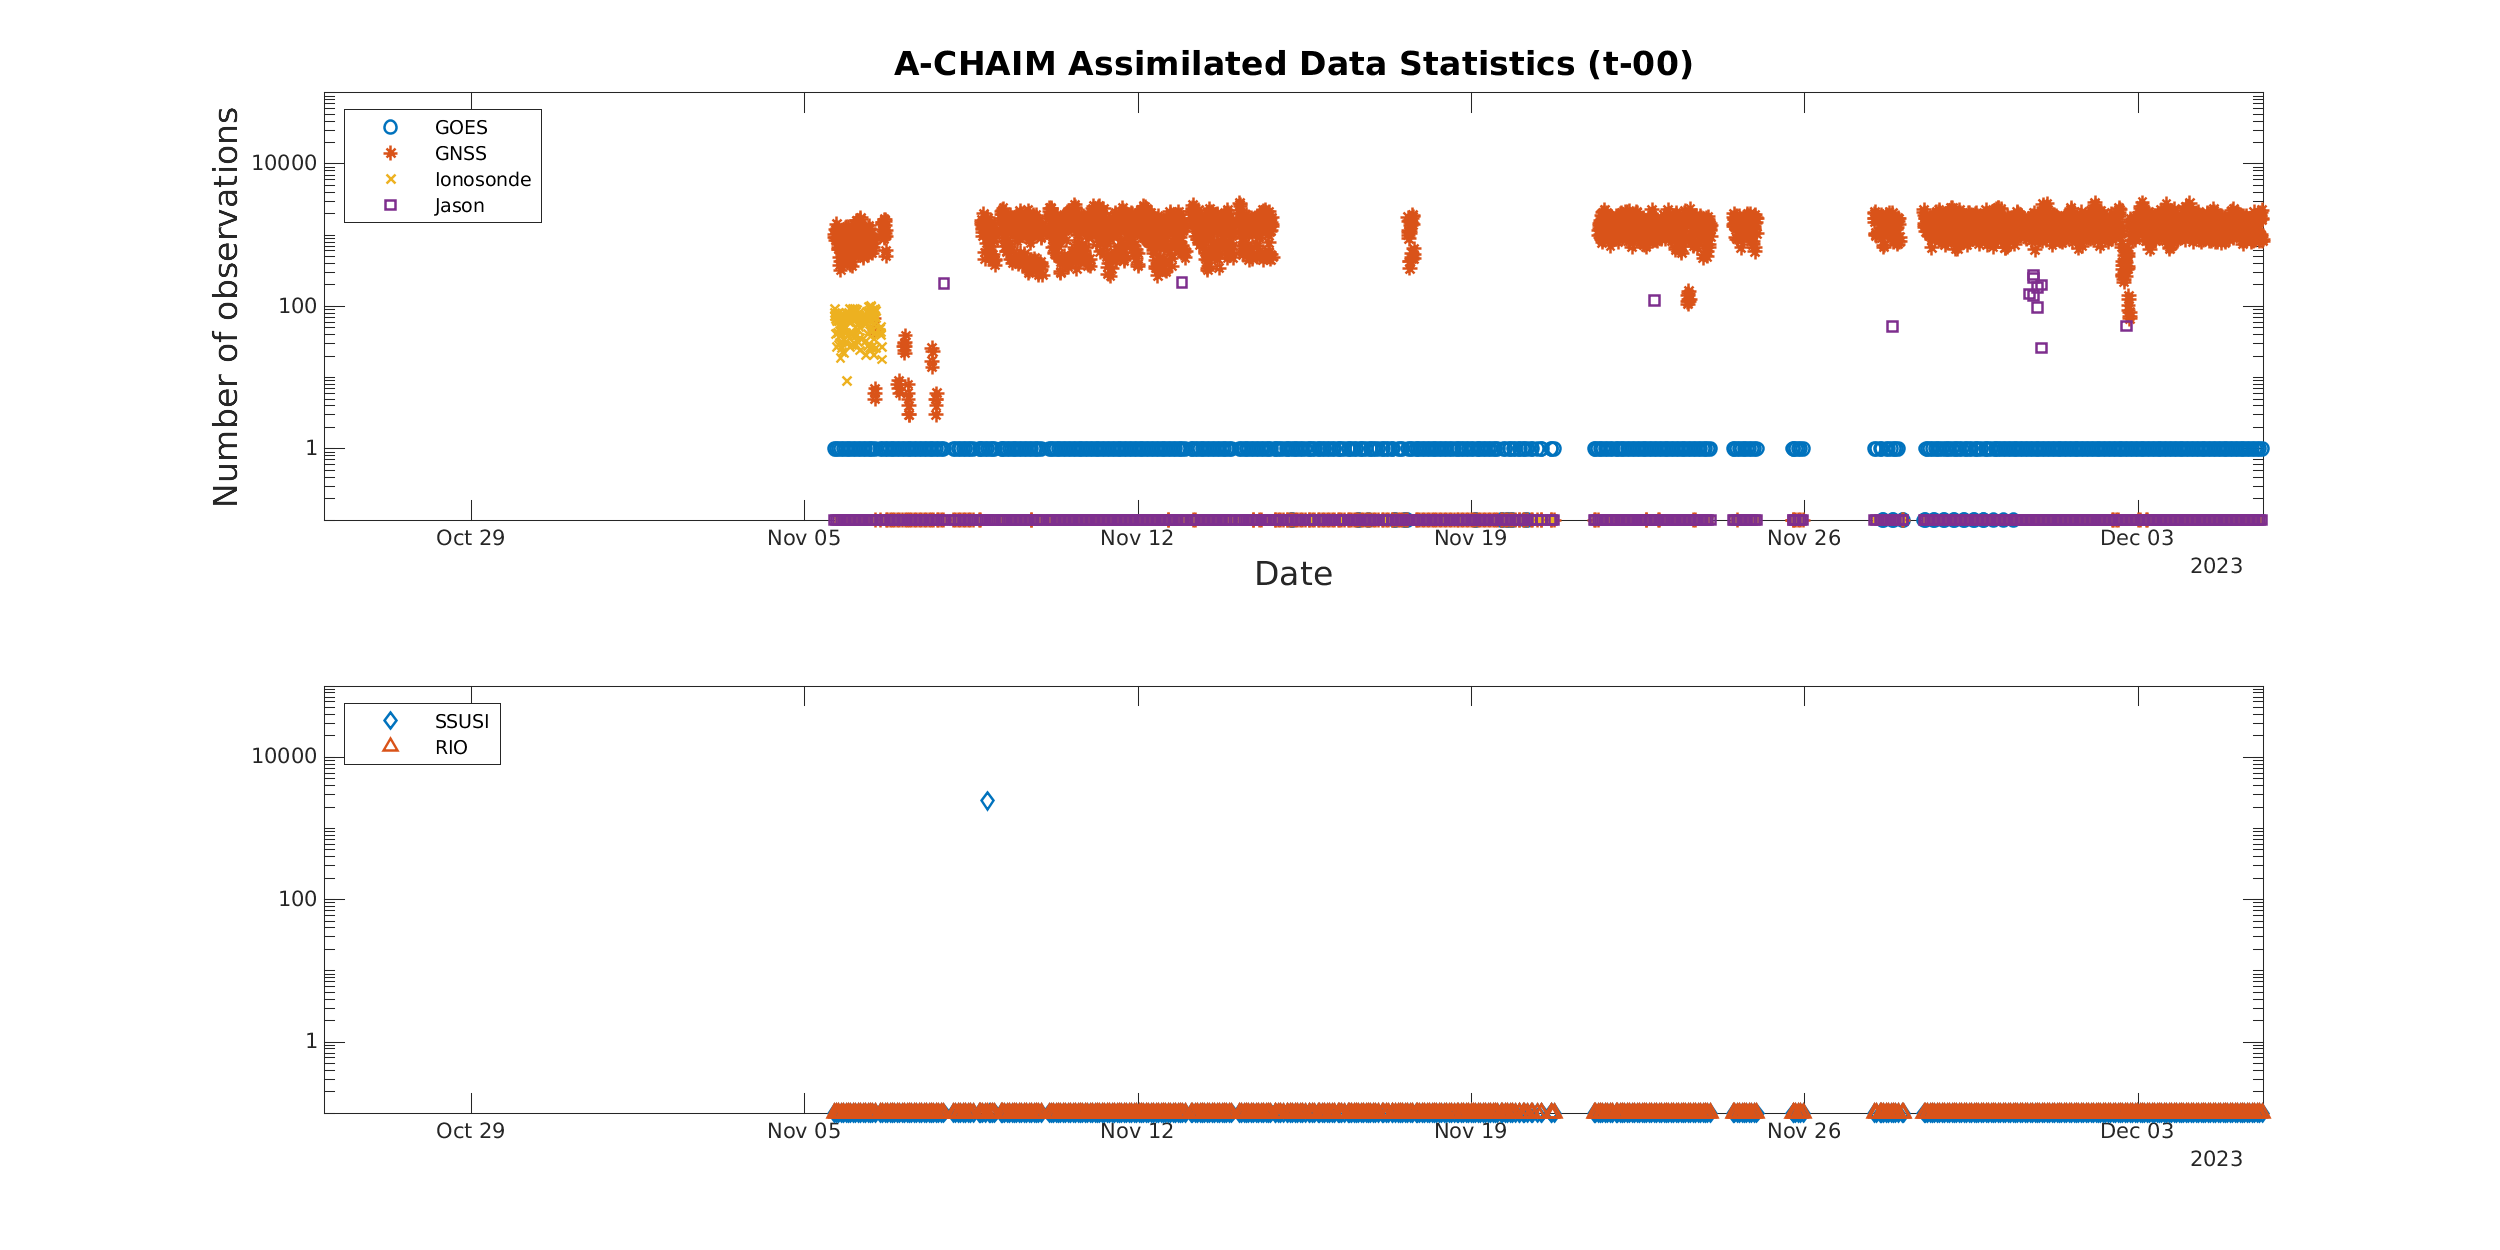 A-CHAIM Assimilated Data Statistics (t-00)
Number of observations
GOES
GNSS
Ionosonde
Jason
10000
100
1
Oct 29 Nov 05 Nov 12 Nov 19 Nov 26 Dec 03
2023
Date
SSUSI
RIO
10000
100
1
Oct 29 Nov 05 Nov 12 Nov 19 Nov 26 Dec 03
2023